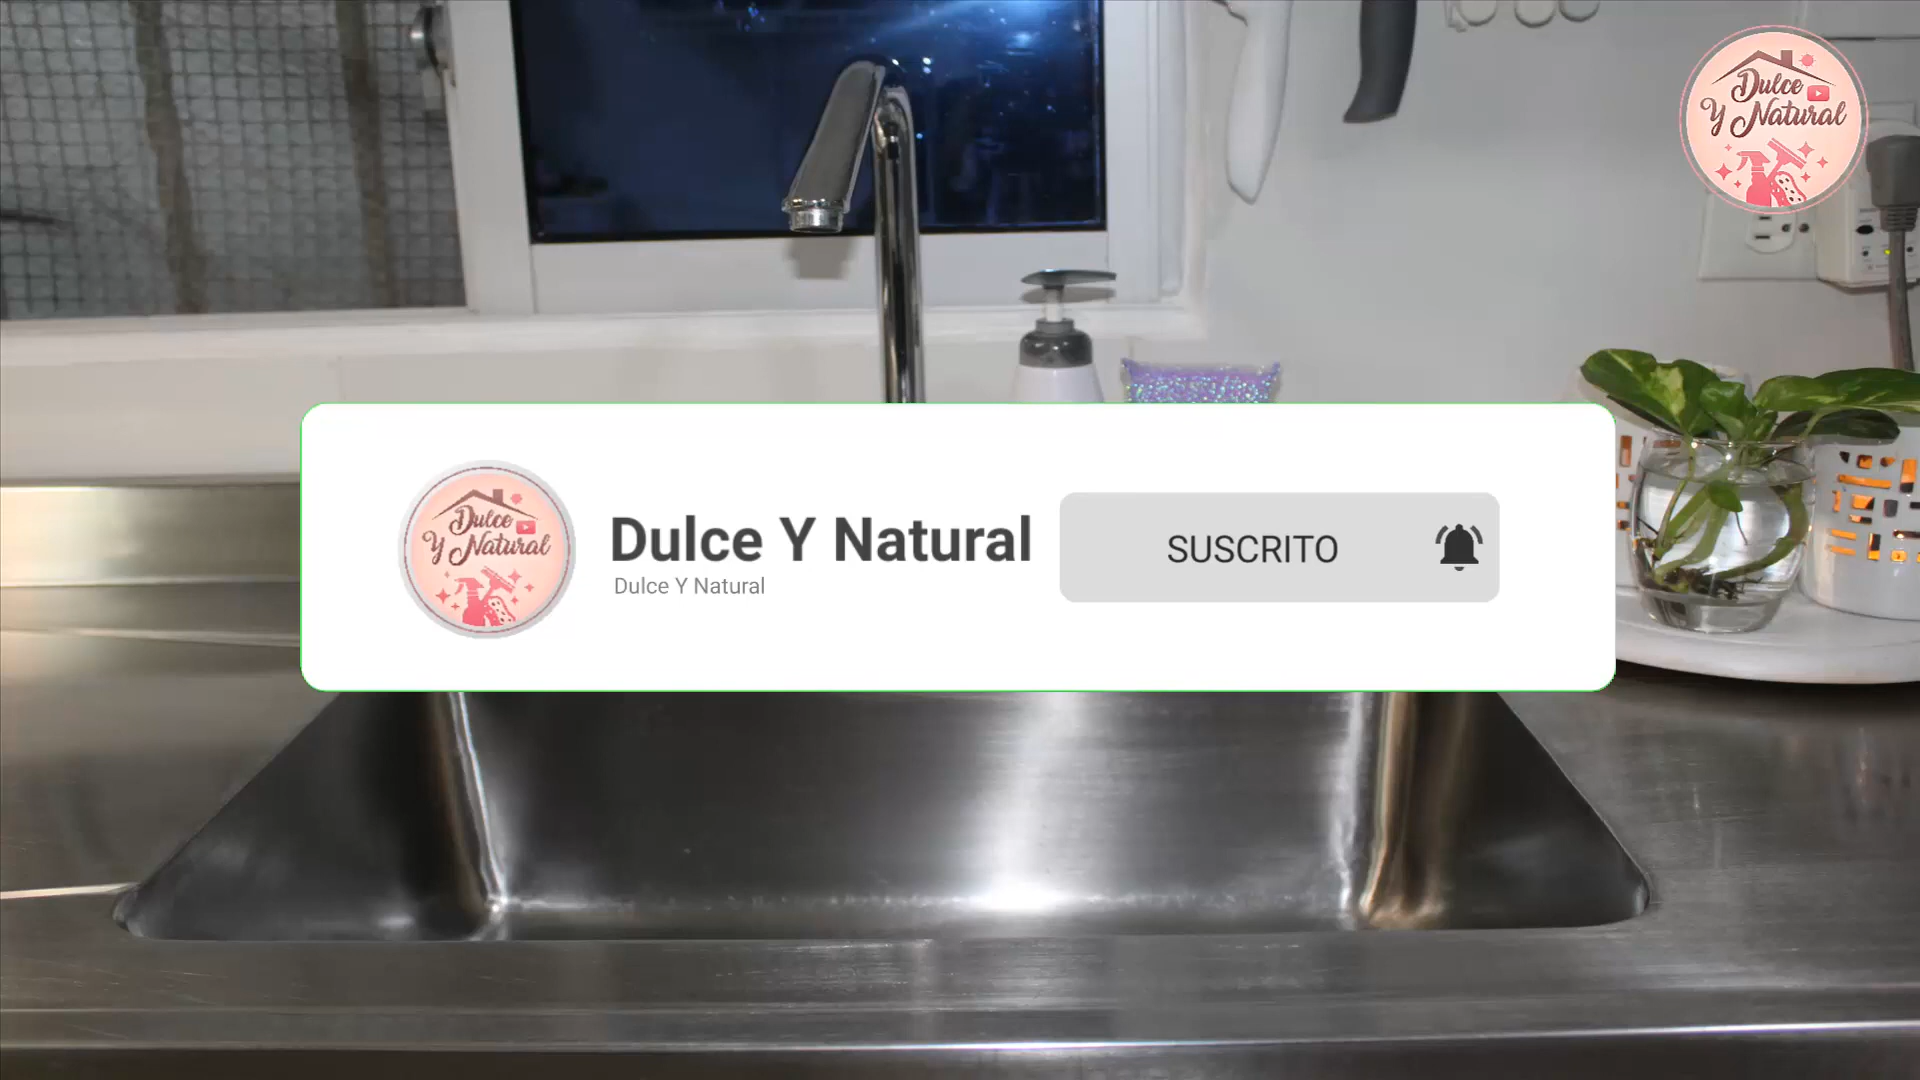 Dulce
Y Natural
Dulce
Y Natural
Dulce Y Natural
Dulce Y Natural
SUSCRITO